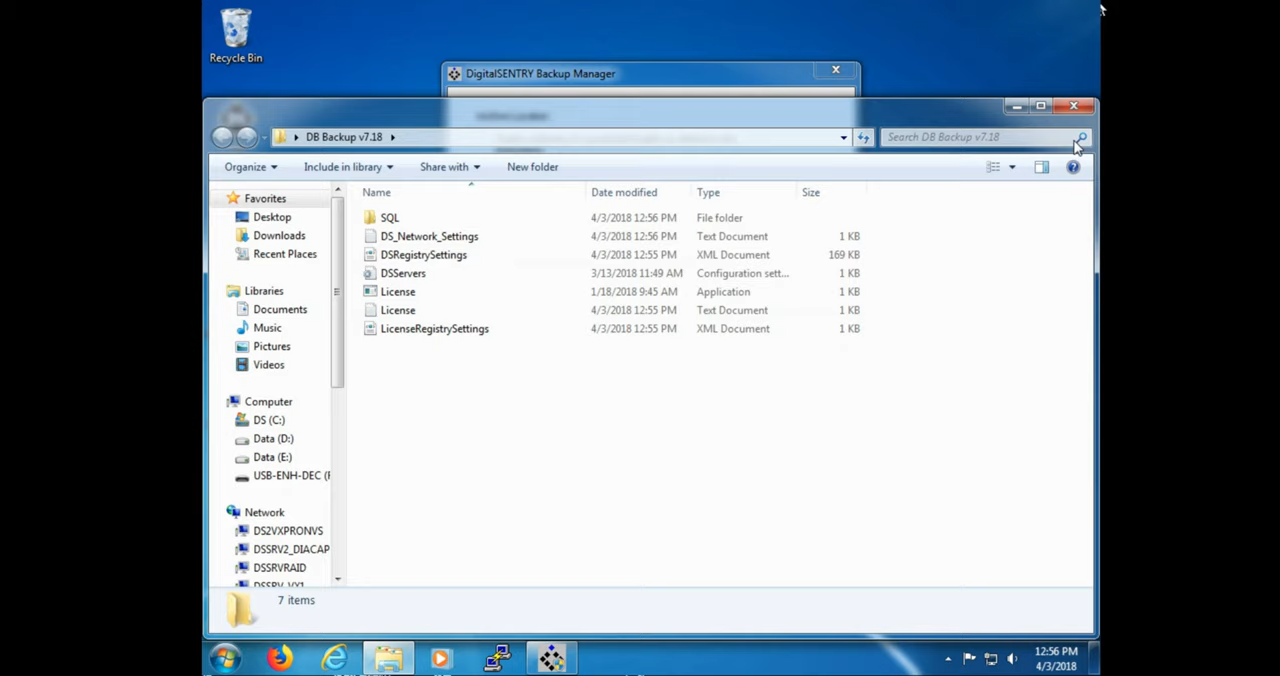 Recycle Bin
DigitalSENTRY Backup Manager
DB Backup v7.18
Search DB Backup v7.18
Organize Include in library Share with New folder
Name Date modified Type Size
SQL 4/3/2018 12:56 PM File folder
DS_Network_Settings 4/3/2018 12:56 PM Text Document 1 KB
DSRegistrySettings 4/3/2018 12:55 PM XML Document 169 KB
DSServers 3/13/2018 11:49 AM Configuration sett... 1 KB
License 1/18/2018 9:45 AM Application 1 KB
License 4/3/2018 12:55 PM Text Document 1 KB
LicenseRegistrySettings 4/3/2018 12:55 PM XML Document 1 KB
Favorites
Desktop
Downloads
Recent Places
Libraries
Documents
Music
Pictures
Videos
Computer
DS (C:)
Data (D:)
Data (E:)
USB-ENH-DEC (
Network
DS2VXPRONVS
DSSRV2_DIACAP
DSSRVRAID
DSSRV_VX1
7 items
12:56 PM
4/3/2018